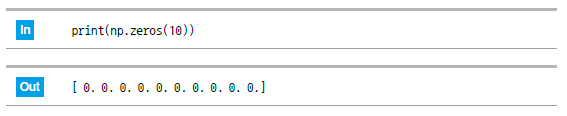 In print(np.zeros(10))
Out [ 0. 0. 0. 0. 0. 0. 0. 0. 0. 0.]